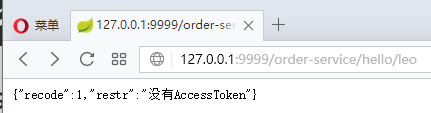 菜单
127.0.0.1:9999/order-ser
127.0.0.1:9999/order-service/hello/leo
{"recode":1,"restr":"没有AccessToken"}